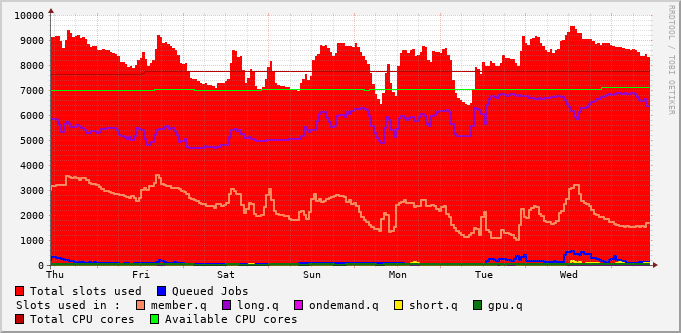 RRDTOOL / TOBI OETIKER
10000
9000
8000
7000
6000
5000
4000
3000
2000
1000
0
Thu Fri Sat Sun Mon Tue Wed
Total slots used Queued Jobs
Slots used in : member.q long.q ondemand.q short.q gpu.q
Total CPU cores Available CPU cores